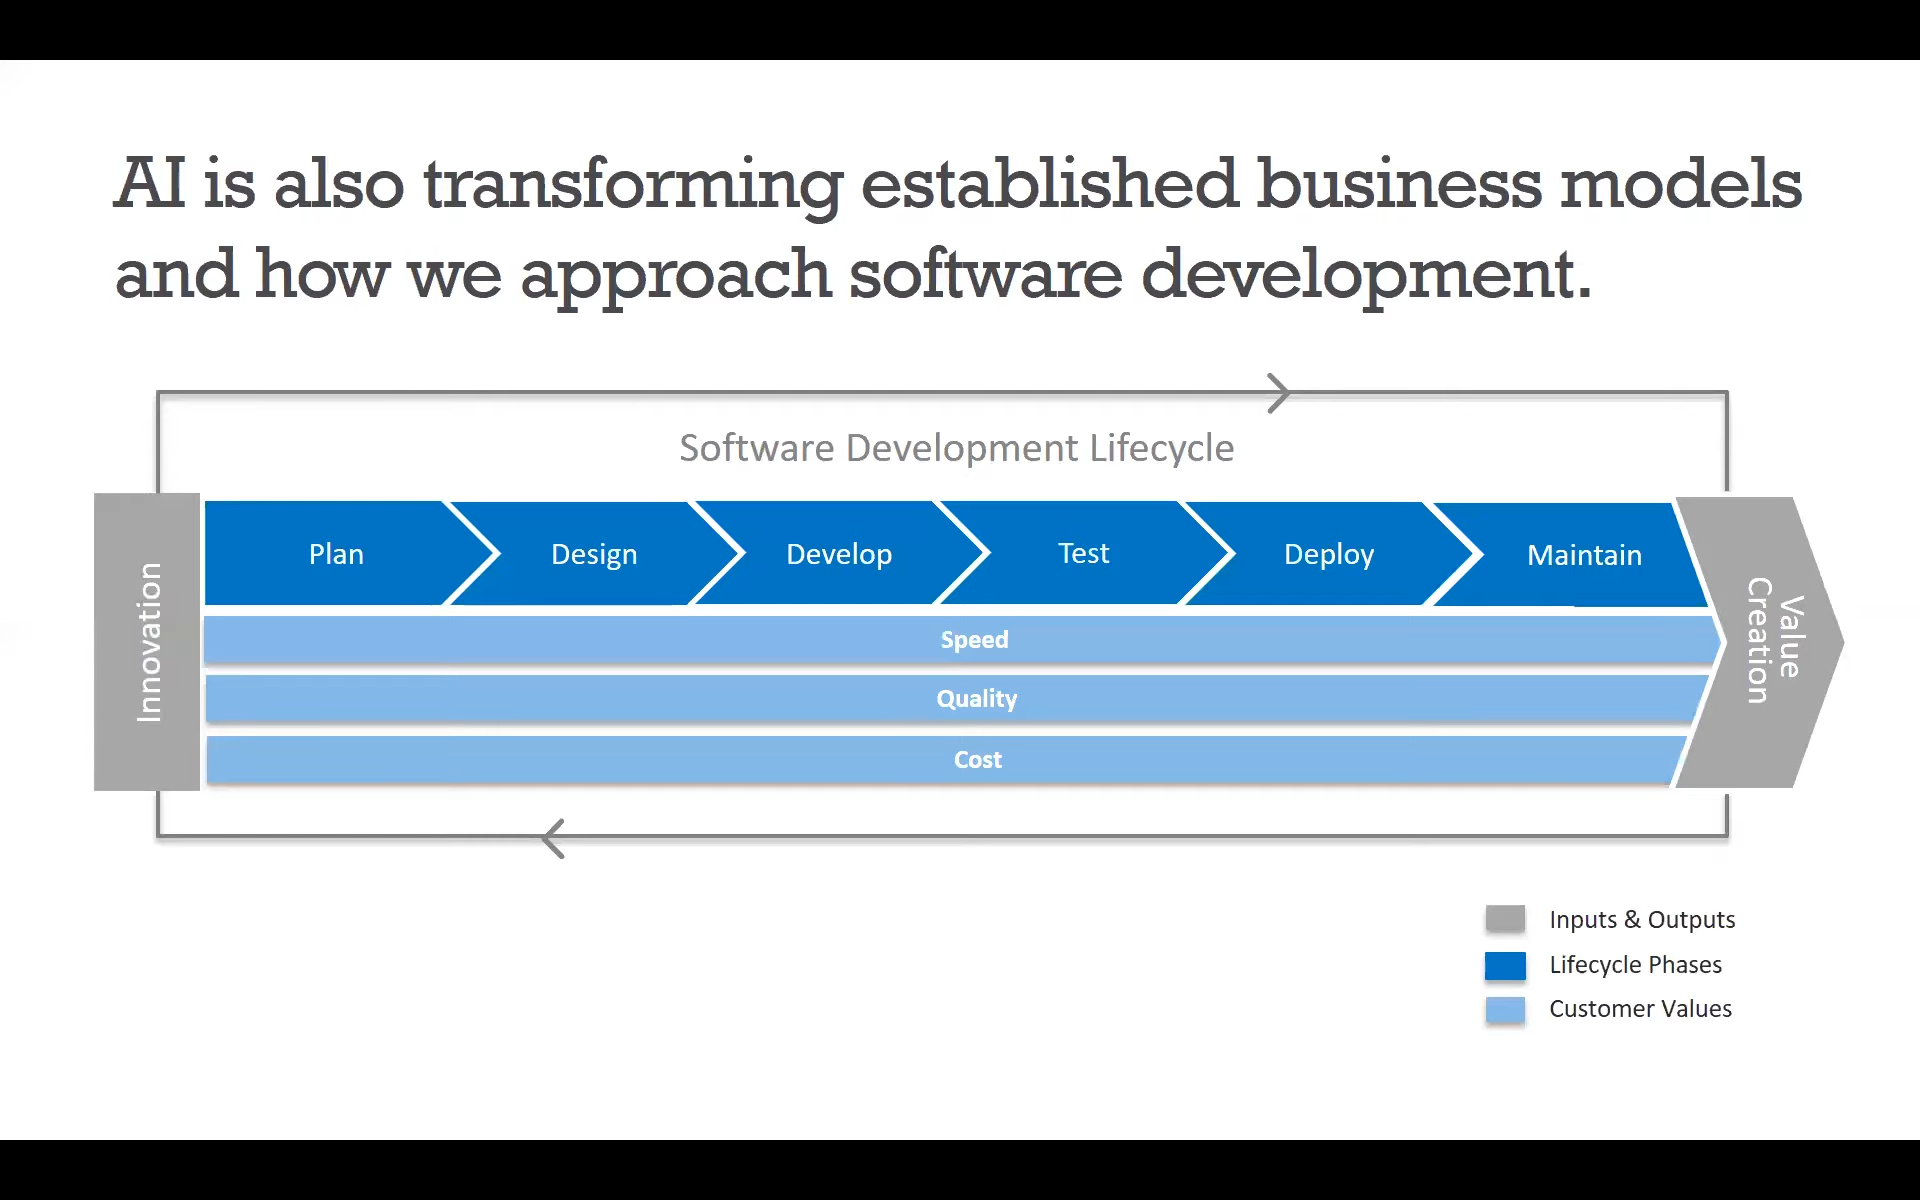 AI is also transforming established business models
and how we approach software development.
Software Development Lifecycle
Innovation
Plan
Design
Develop
Test
Deploy
Maintain
Speed
Quality
Cost
Value
Creation
Inputs & Outputs
Lifecycle Phases
Customer Values